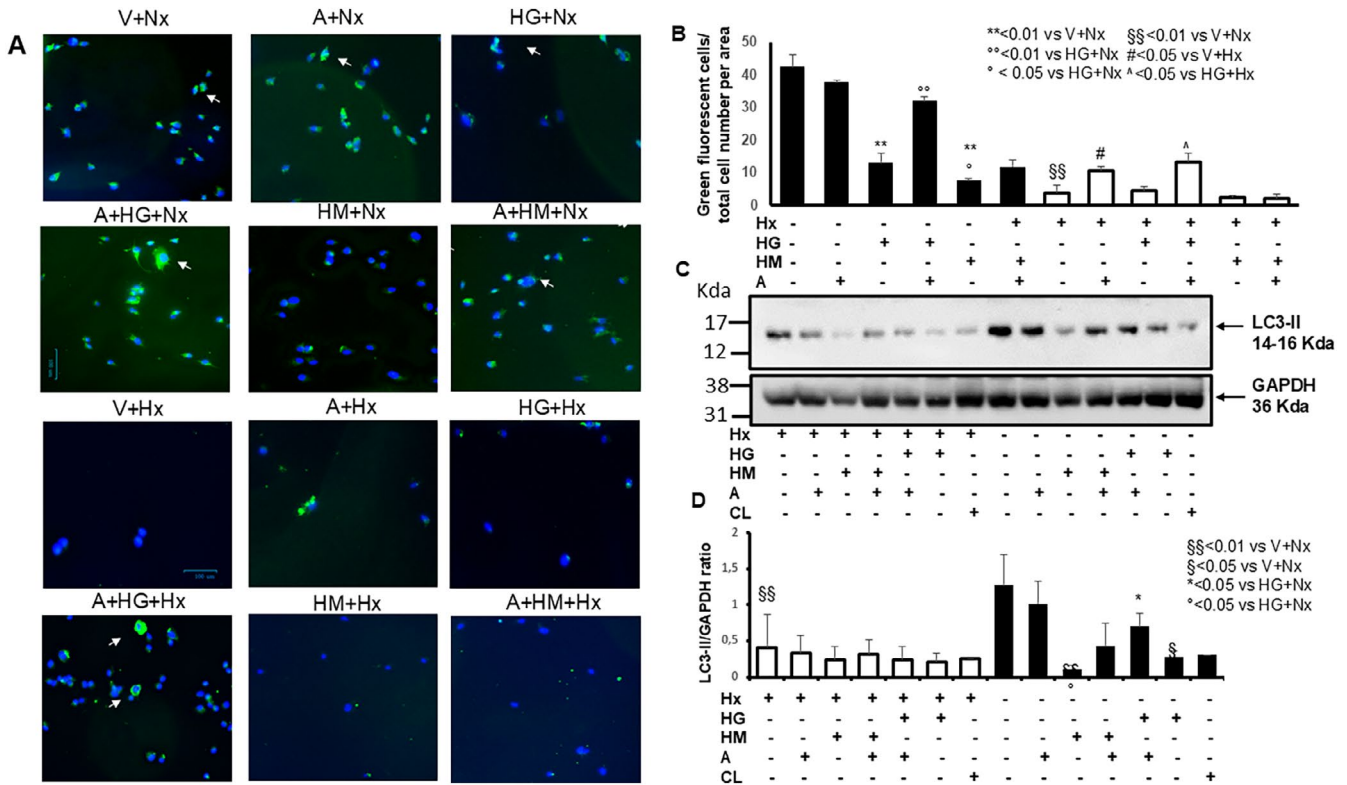 A
V+Nx
A+Nx
HG+Nx
A+HG+Nx
HM+Nx
A+HM+Nx
V+Hx
A+Hx
HG+Hx
A+HG+Hx
HM+Hx
A+HM+Hx
B
Green fluorescent cells/
total cell number per area
50
40
30
20
10
0
**<0.01 vs V+Nx §§<0.01 vs V+Nx
°°<0.01 vs HG+Nx #<0.05 vs V+Hx
° < 0.05 vs HG+Nx ^<0.05 vs HG+Hx
** °° ** ° §§ # ^
Hx - - - - - + + + + + + +
HG - - + + - - - - + + - -
HM - - - - + + - - - - + +
A - + - + - + - + - + - +
C
Kda
17
12
38
31
LC3-II
14-16 Kda
GAPDH
36 Kda
Hx + + + + + + + - - - - - - -
HG - - - - + + - - - - - + + -
HM - - + + - - - - - + + - - -
A - + - + + - - - + - + + - -
CL - - - - - - + - - - - - - +
D
LC3-II/GAPDH ratio
2
1,5
1
0,5
0
§§<0.01 vs V+Nx
§<0.05 vs V+Nx
*<0.05 vs HG+Nx
°<0.05 vs HG+Nx
§§ §§ ° * §
Hx + + + + + + + - - - - - - -
HG - - - - + + - - - - - + + -
HM - - + + - - - - - + + - - -
A - + - + + - - - + - + + - -
CL - - - - - - + - - - - - - +